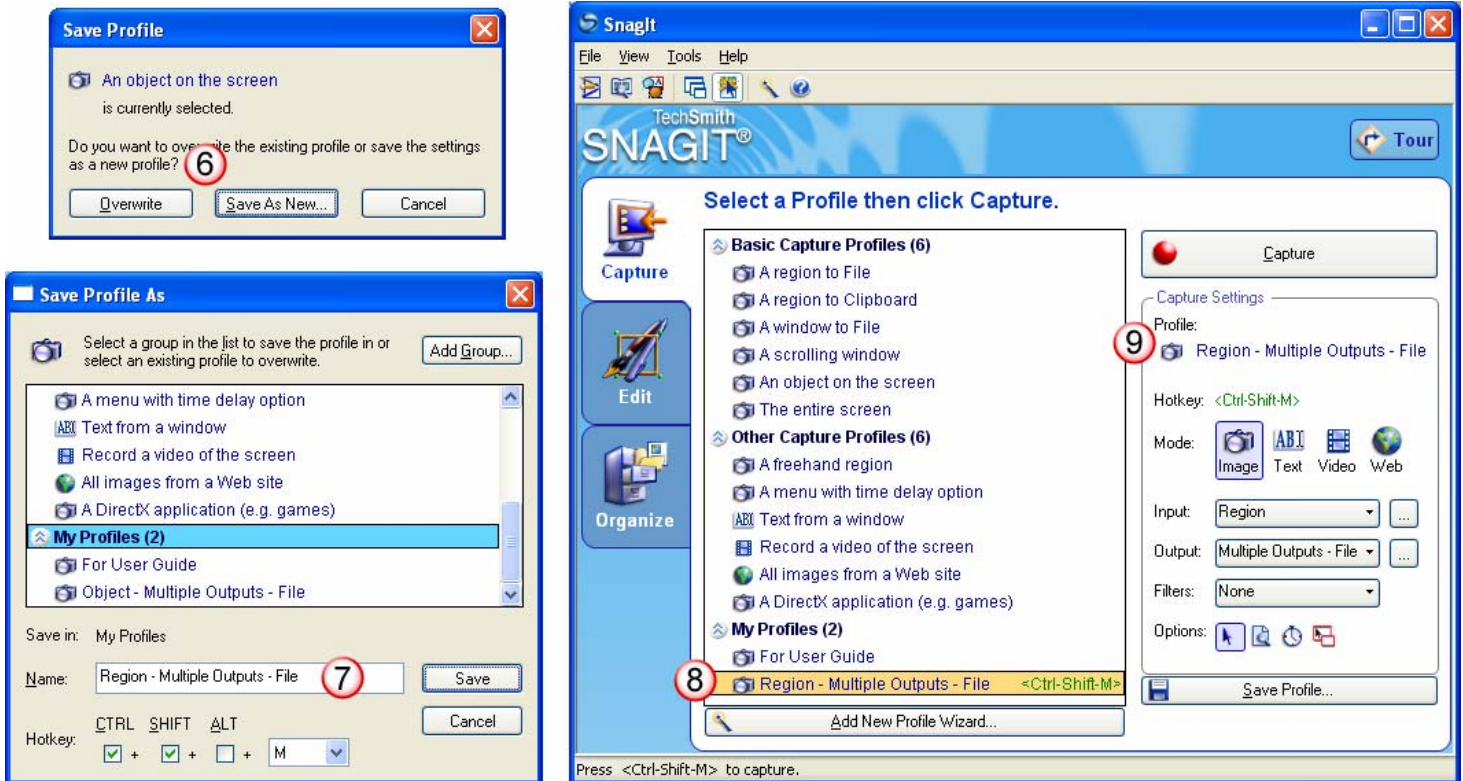 Save Profile
An object on the screen
is currently selected.
Do you want to overwrite the existing profile or save the settings
as a new profile?
6
Overwrite
Save As New...
Cancel
Save Profile As
Select a group in the list to save the profile in or
select an existing profile to overwrite.
Add Group...
A menu with time delay option
Text from a window
Record a video of the screen
All images from a Web site
A DirectX application (e.g. games)
My Profiles (2)
For User Guide
Object - Multiple Outputs - File
Save in: My Profiles
Name: Region - Multiple Outputs - File
7
Save
Cancel
CTRL SHIFT ALT
Hotkey: + + + M
SnagIt
File View Tools Help
TechSmith
SNAGIT®
Tour
Capture
Edit
Organize
Select a Profile then click Capture.
Basic Capture Profiles (6)
A region to File
A region to Clipboard
A window to File
A scrolling window
An object on the screen
The entire screen
Other Capture Profiles (6)
A freehand region
A menu with time delay option
Text from a window
Record a video of the screen
All images from a Web site
A DirectX application (e.g. games)
My Profiles (2)
For User Guide
8
Region - Multiple Outputs - File <Ctrl-Shift-M>
Add New Profile Wizard...
Capture
Capture Settings
Profile:
9
Region - Multiple Outputs - File
Hotkey: <Ctrl-Shift-M>
Mode:
Image Text Video Web
Input: Region ...
Output: Multiple Outputs - File ...
Filters: None
Options:
Save Profile...
Press <Ctrl-Shift-M> to capture.